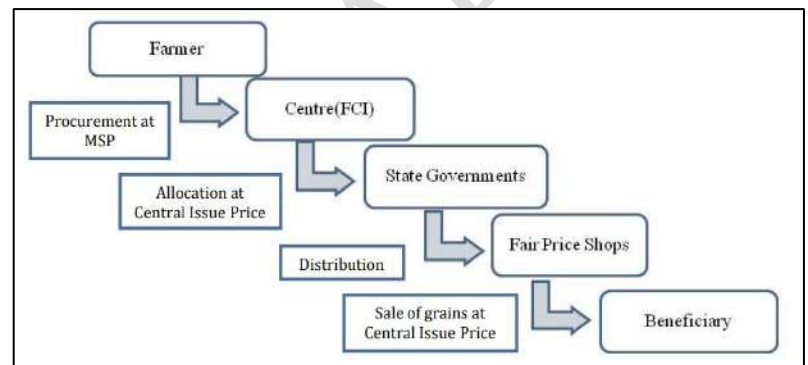 Farmer
Procurement at
MSP
Centre(FCI)
Allocation at
Central Issue Price
State Governments
Distribution
Fair Price Shops
Sale of grains at
Central Issue Price
Beneficiary